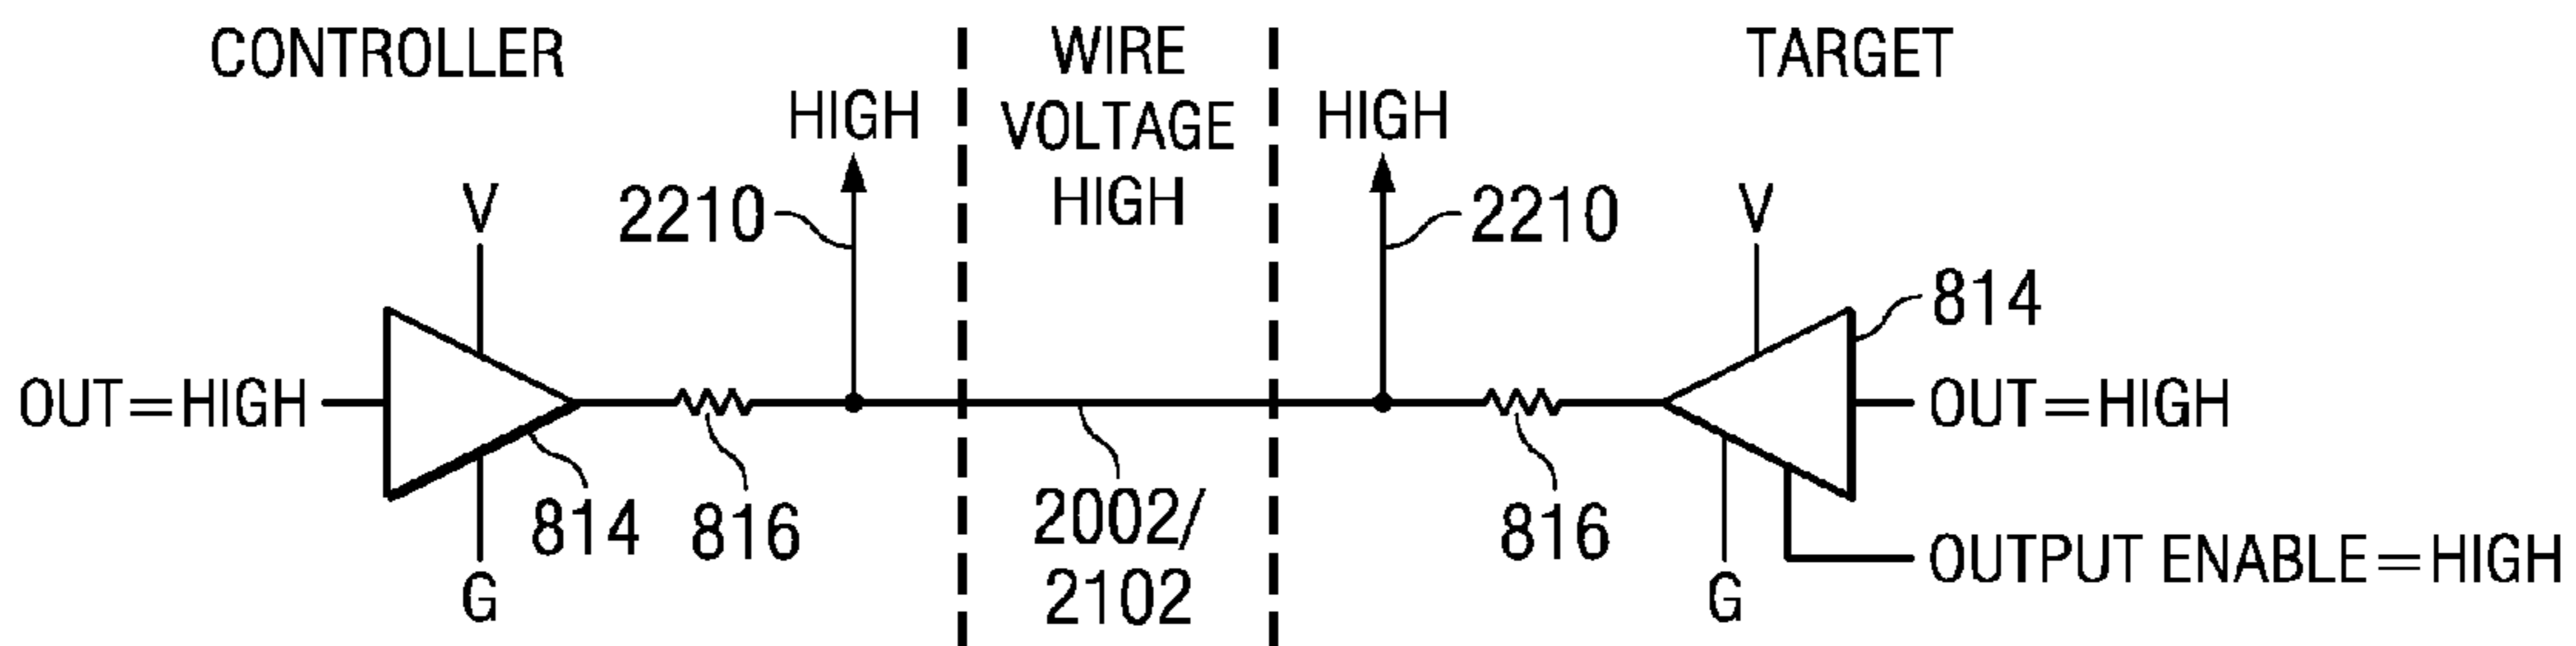 CONTROLLER
WIRE
VOLTAGE
HIGH
TARGET
HIGH
HIGH
V
2210
2210
V
814
OUT=HIGH
OUT=HIGH
814
816
2002/
2102
816
OUTPUT ENABLE=HIGH
G
G